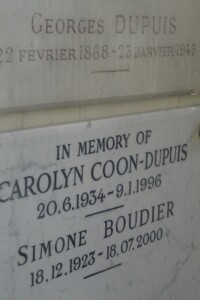 GEORGES DUPUIS
22 FÉVRIER 1868 - 23 JANVIER 1945
IN MEMORY OF
CAROLYN COON-DUPUIS
20.6.1934 - 9.1.1996
SIMONE BOUDIER
18.12.1923 - 18.07.2000